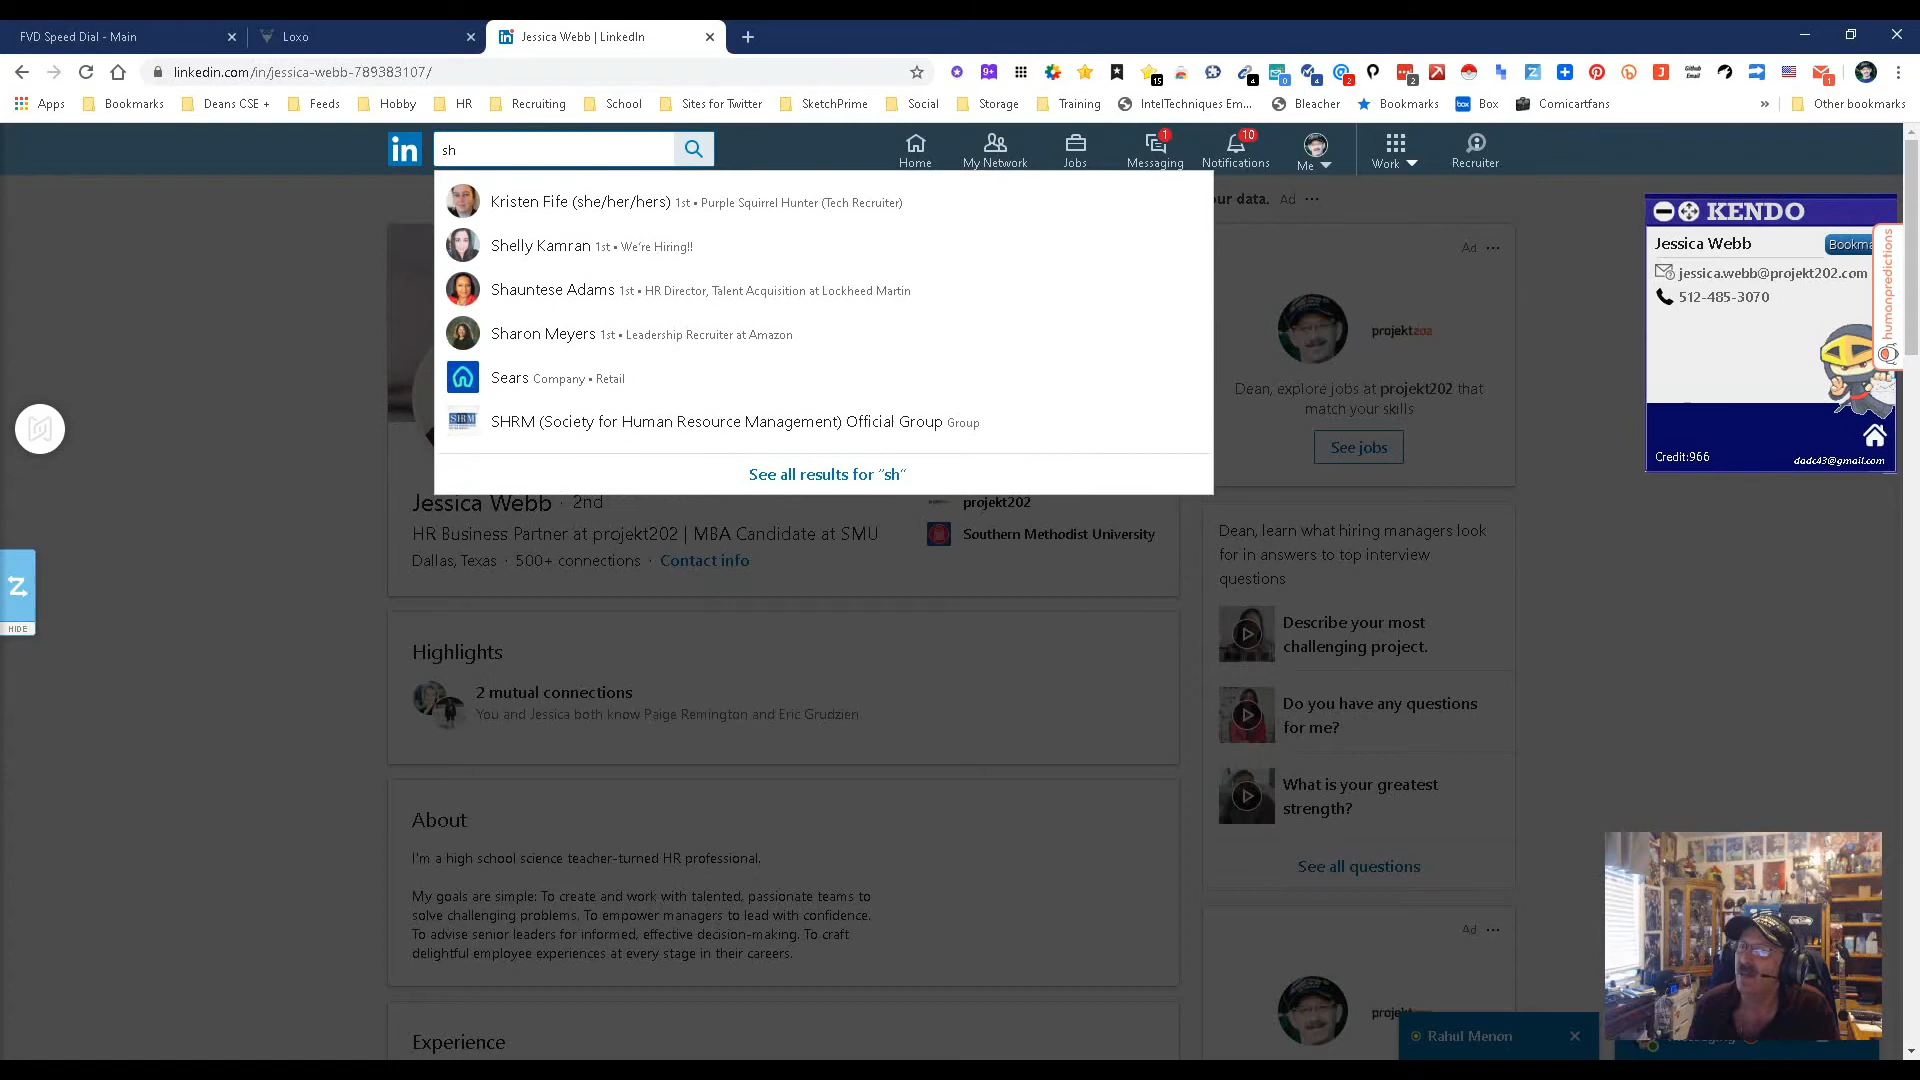 FVD Speed Dial - Main
Loxo
Jessica Webb | LinkedIn
linkedin.com/in/jessica-webb-789383107/
Apps
Bookmarks
Deans CSE +
Feeds
Hobby
HR
Recruiting
School
Sites for Twitter
SketchPrime
Social
Storage
Training
IntelTechniques Em...
Bleacher
Bookmarks
Box
Comicartfans
»
Other bookmarks
in
sh
Home
My Network
Jobs
1
Messaging
10
Notifications
Me
Work
Recruiter
Kristen Fife (she/her/hers) 1st • Purple Squirrel Hunter (Tech Recruiter)
Shelly Kamran 1st • We're Hiring!!
Shauntese Adams 1st • HR Director, Talent Acquisition at Lockheed Martin
Sharon Meyers 1st • Leadership Recruiter at Amazon
Sears Company • Retail
SHRM (Society for Human Resource Management) Official Group Group
See all results for "sh"
our data. Ad ···
Jessica Webb · 2nd
HR Business Partner at projekt202 | MBA Candidate at SMU
Dallas, Texas · 500+ connections · Contact info
projekt202
Southern Methodist University
Highlights
2 mutual connections
You and Jessica both know Paige Remington and Eric Grudzien
About
I'm a high school science teacher-turned HR professional.
My goals are simple: To create and work with talented, passionate teams to
solve challenging problems. To empower managers to lead with confidence.
To advise senior leaders for informed, effective decision-making. To craft
delightful employee experiences at every stage in their careers.
Experience
Ad ···
projekt202
Dean, explore jobs at projekt202 that
match your skills
See jobs
Dean, learn what hiring managers look
for in answers to top interview
questions
Describe your most
challenging project.
Do you have any questions
for me?
What is your greatest
strength?
See all questions
Ad ···
Rahul Menon
KENDO
Jessica Webb
Bookma
jessica.webb@projekt202.com
512-485-3070
Credit:966
dadc43@gmail.com
humanpredictions
HIDE